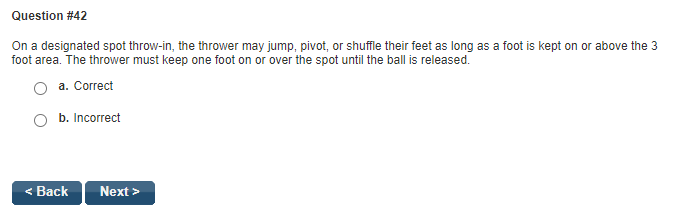 Question #42
On a designated spot throw-in, the thrower may jump, pivot, or shuffle their feet as long as a foot is kept on or above the 3
foot area. The thrower must keep one foot on or over the spot until the ball is released.
a. Correct
b. Incorrect
< Back Next >